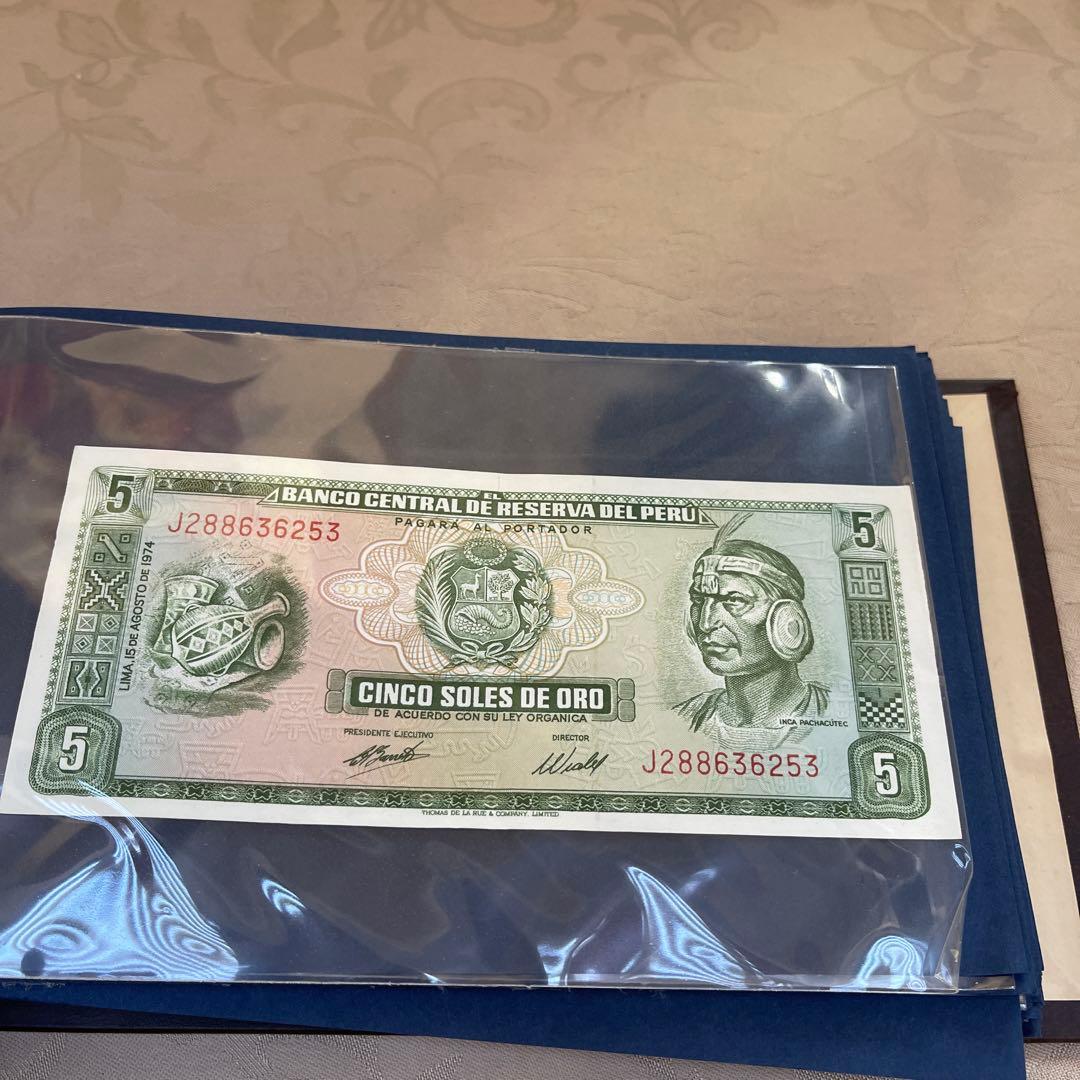 5
EL
BANCO CENTRAL DE RESERVA DEL PERÚ
5
J288636253
PAGARA AL PORTADOR
LIMA, 15 DE AGOSTO DE 1974
CINCO SOLES DE ORO
DE ACUERDO CON SU LEY ORGANICA
INCA PACHACÚTEC
PRESIDENTE EJECUTIVO
DIRECTOR
J288636253
5
5
THOMAS DE LA RUE & COMPANY, LIMITED